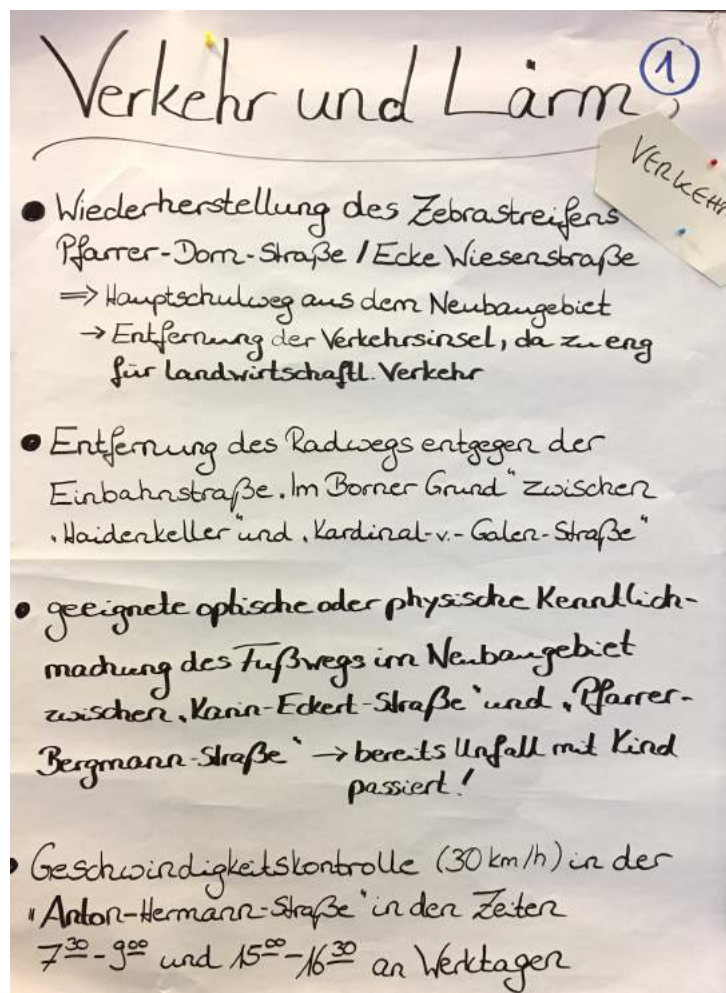 Verkehr und Lärm,
1
VERKEHR
● Wiederherstellung des Zebrastreifens
Pfarrer-Dorn-Straße / Ecke Wiesenstraße
⇒ Hauptschulweg aus dem Neubaugebiet
→ Entfernung der Verkehrsinsel, da zu eng
für landwirtschaftl. Verkehr
● Entfernung des Radwegs entgegen der
Einbahnstraße „Im Borner Grund" zwischen
„Haidenkeller" und „Kardinal-v.-Galen-Straße"
● geeignete optische oder physische Kenntlich-
machung des Fußwegs im Neubaugebiet
zwischen „Karin-Eckert-Straße" und „Pfarrer-
Bergmann-Straße" → bereits Unfall mit Kind
passiert!
● Geschwindigkeitskontrolle (30 km/h) in der
"Anton-Hermann-Straße" in den Zeiten
7³⁰-9⁰⁰ und 15⁰⁰-16³⁰ an Werktagen